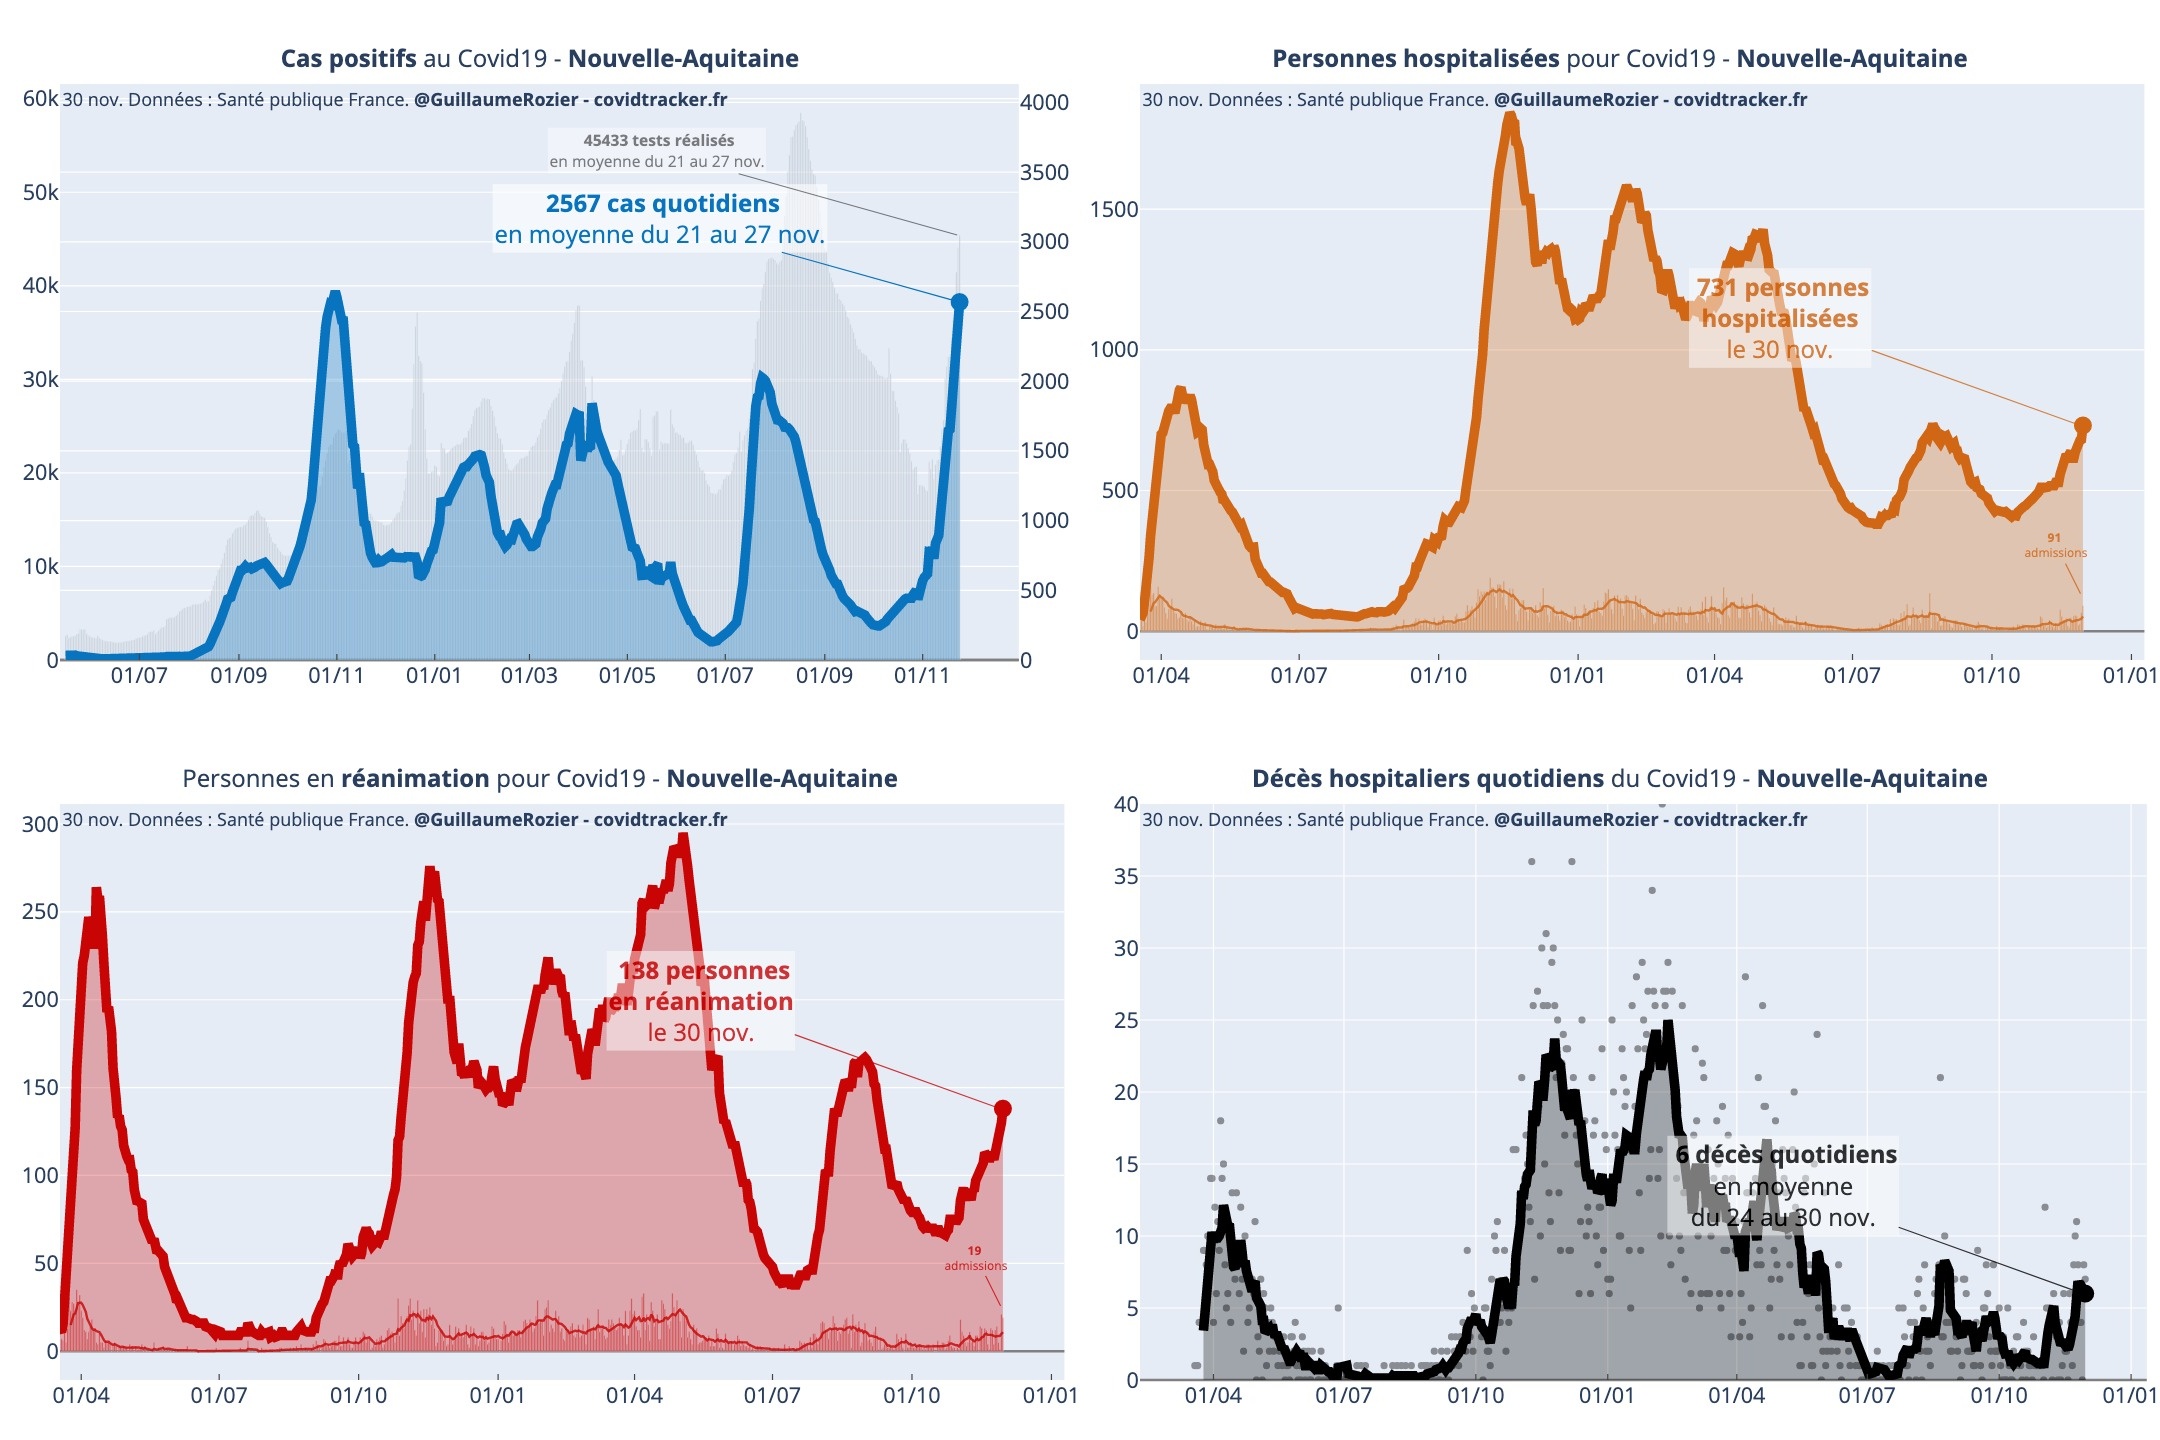 Cas positifs au Covid19 - Nouvelle-Aquitaine
30 nov. Données : Santé publique France. @GuillaumeRozier - covidtracker.fr
60k
50k
40k
30k
20k
10k
0
4000
3500
3000
2500
2000
1500
1000
500
0
45433 tests réalisés
en moyenne du 21 au 27 nov.
2567 cas quotidiens
en moyenne du 21 au 27 nov.
01/07 01/09 01/11 01/01 01/03 01/05 01/07 01/09 01/11
Personnes hospitalisées pour Covid19 - Nouvelle-Aquitaine
30 nov. Données : Santé publique France. @GuillaumeRozier - covidtracker.fr
1500
1000
500
0
731 personnes
hospitalisées
le 30 nov.
91
admissions
01/04 01/07 01/10 01/01 01/04 01/07 01/10 01/01
Personnes en réanimation pour Covid19 - Nouvelle-Aquitaine
30 nov. Données : Santé publique France. @GuillaumeRozier - covidtracker.fr
300
250
200
150
100
50
0
138 personnes
en réanimation
le 30 nov.
19
admissions
01/04 01/07 01/10 01/01 01/04 01/07 01/10 01/01
Décès hospitaliers quotidiens du Covid19 - Nouvelle-Aquitaine
30 nov. Données : Santé publique France. @GuillaumeRozier - covidtracker.fr
40
35
30
25
20
15
10
5
0
6 décès quotidiens
en moyenne
du 24 au 30 nov.
01/04 01/07 01/10 01/01 01/04 01/07 01/10 01/01